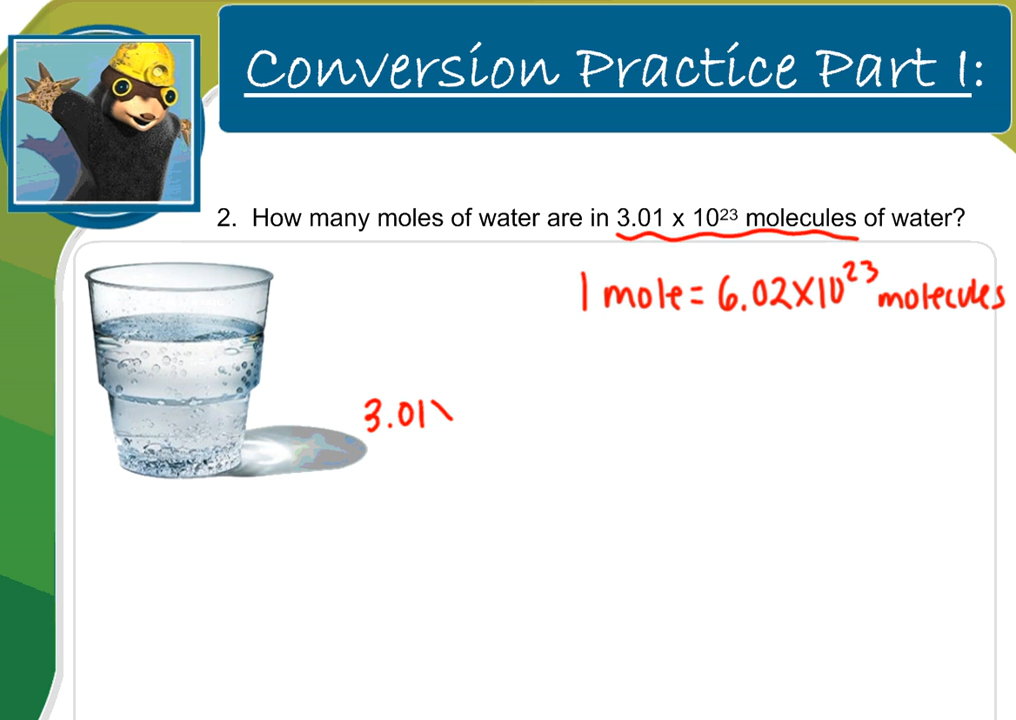 Conversion Practice Part I:
2. How many moles of water are in 3.01 x 10²³ molecules of water?
1 mole = 6.02X10²³ molecules
3.01\